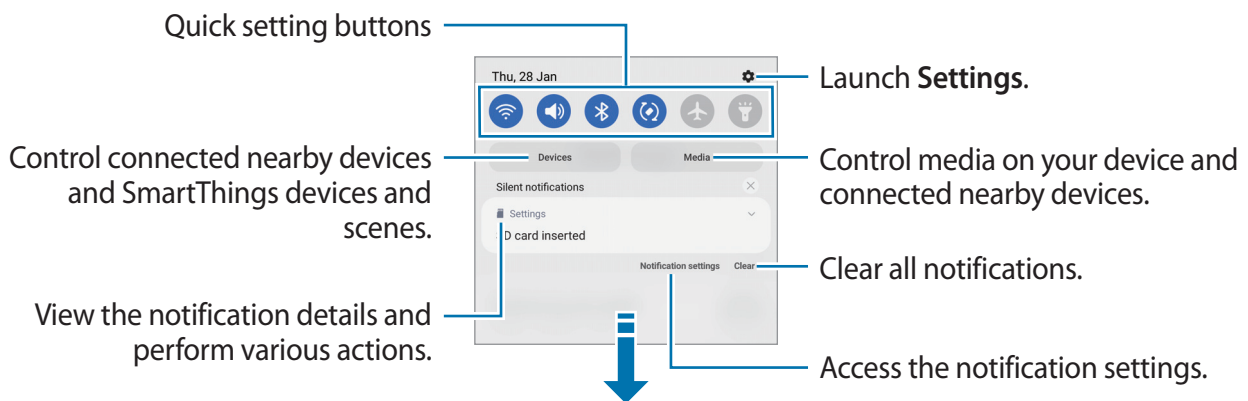 Quick setting buttons
Thu, 28 Jan
Launch Settings.
Control connected nearby devices
and SmartThings devices and
scenes.
Devices
Media
Control media on your device and
connected nearby devices.
Silent notifications
Settings
D card inserted
Notification settings Clear
Clear all notifications.
View the notification details and
perform various actions.
Access the notification settings.